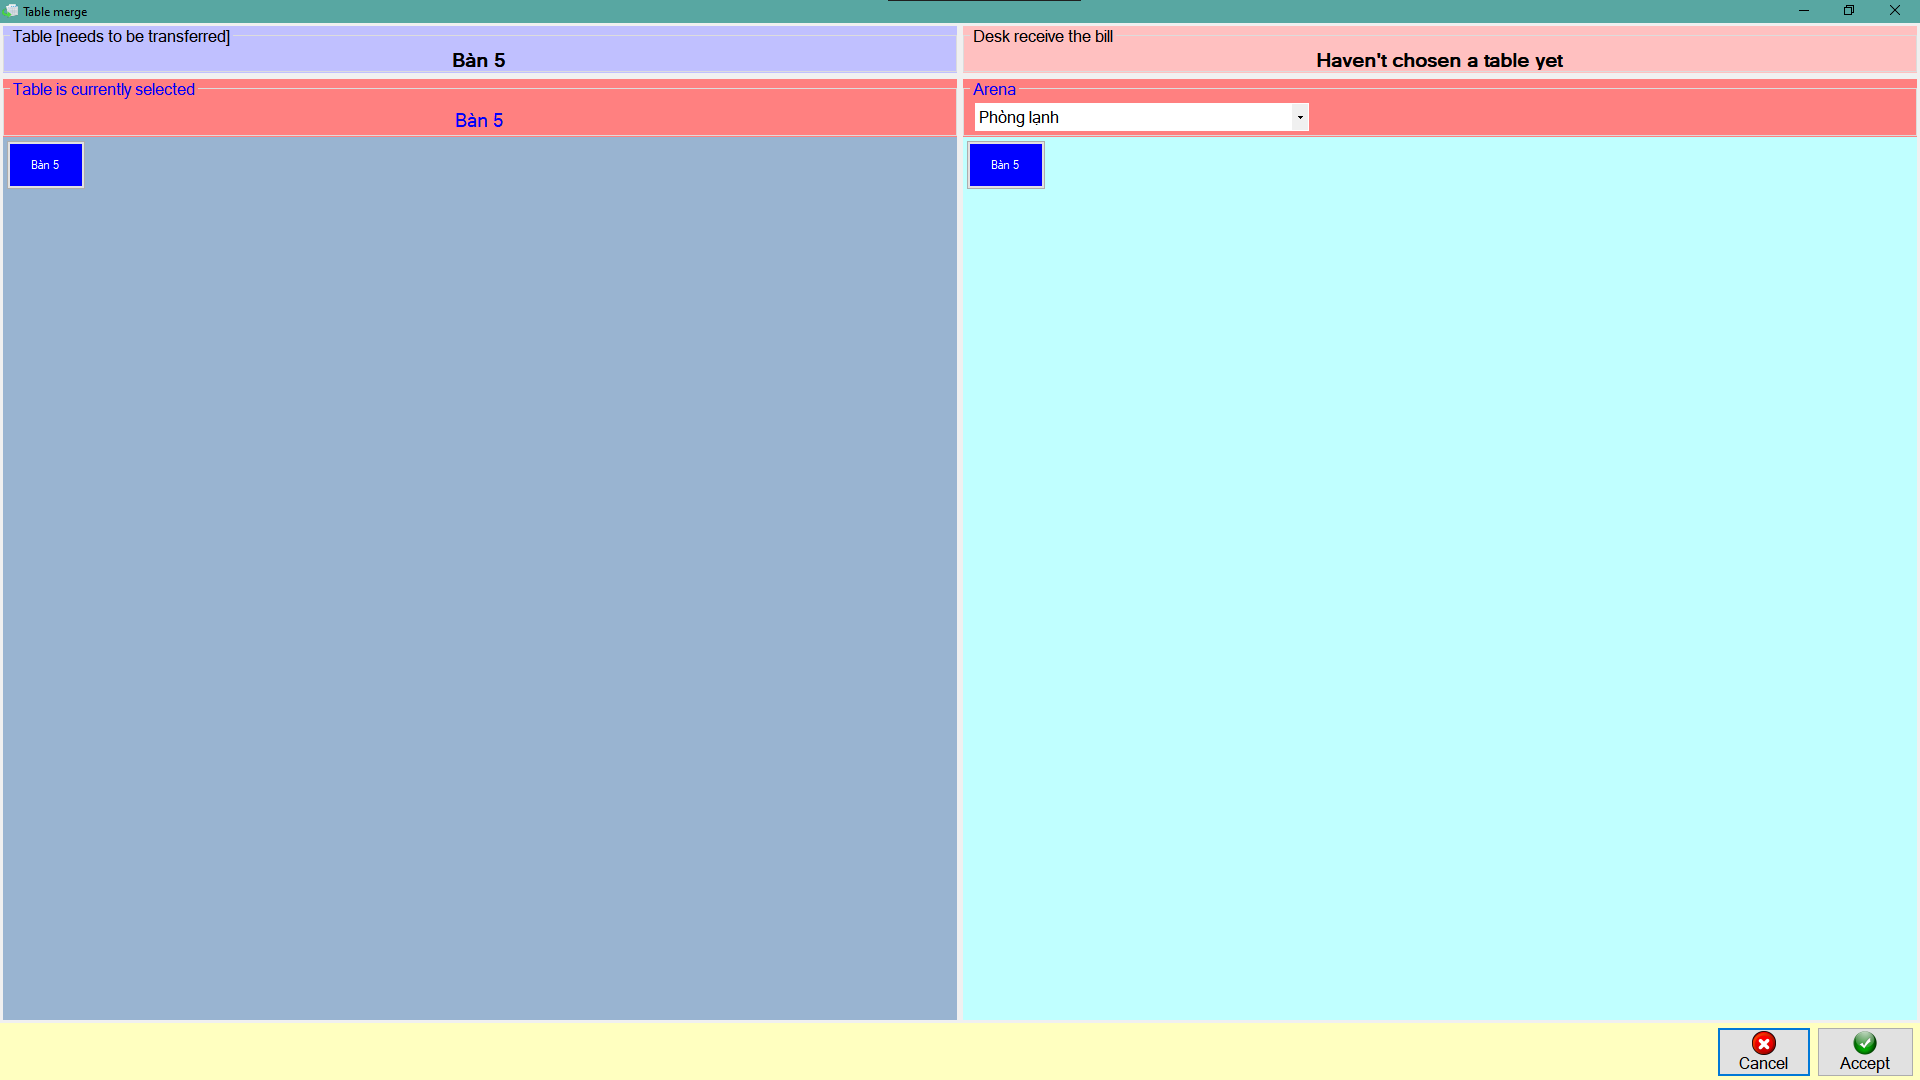 Table merge
Table [needs to be transferred]
Bàn 5
Desk receive the bill
Haven't chosen a table yet
Table is currently selected
Bàn 5
Arena
Phòng lạnh
Bàn 5
Bàn 5
Cancel
Accept